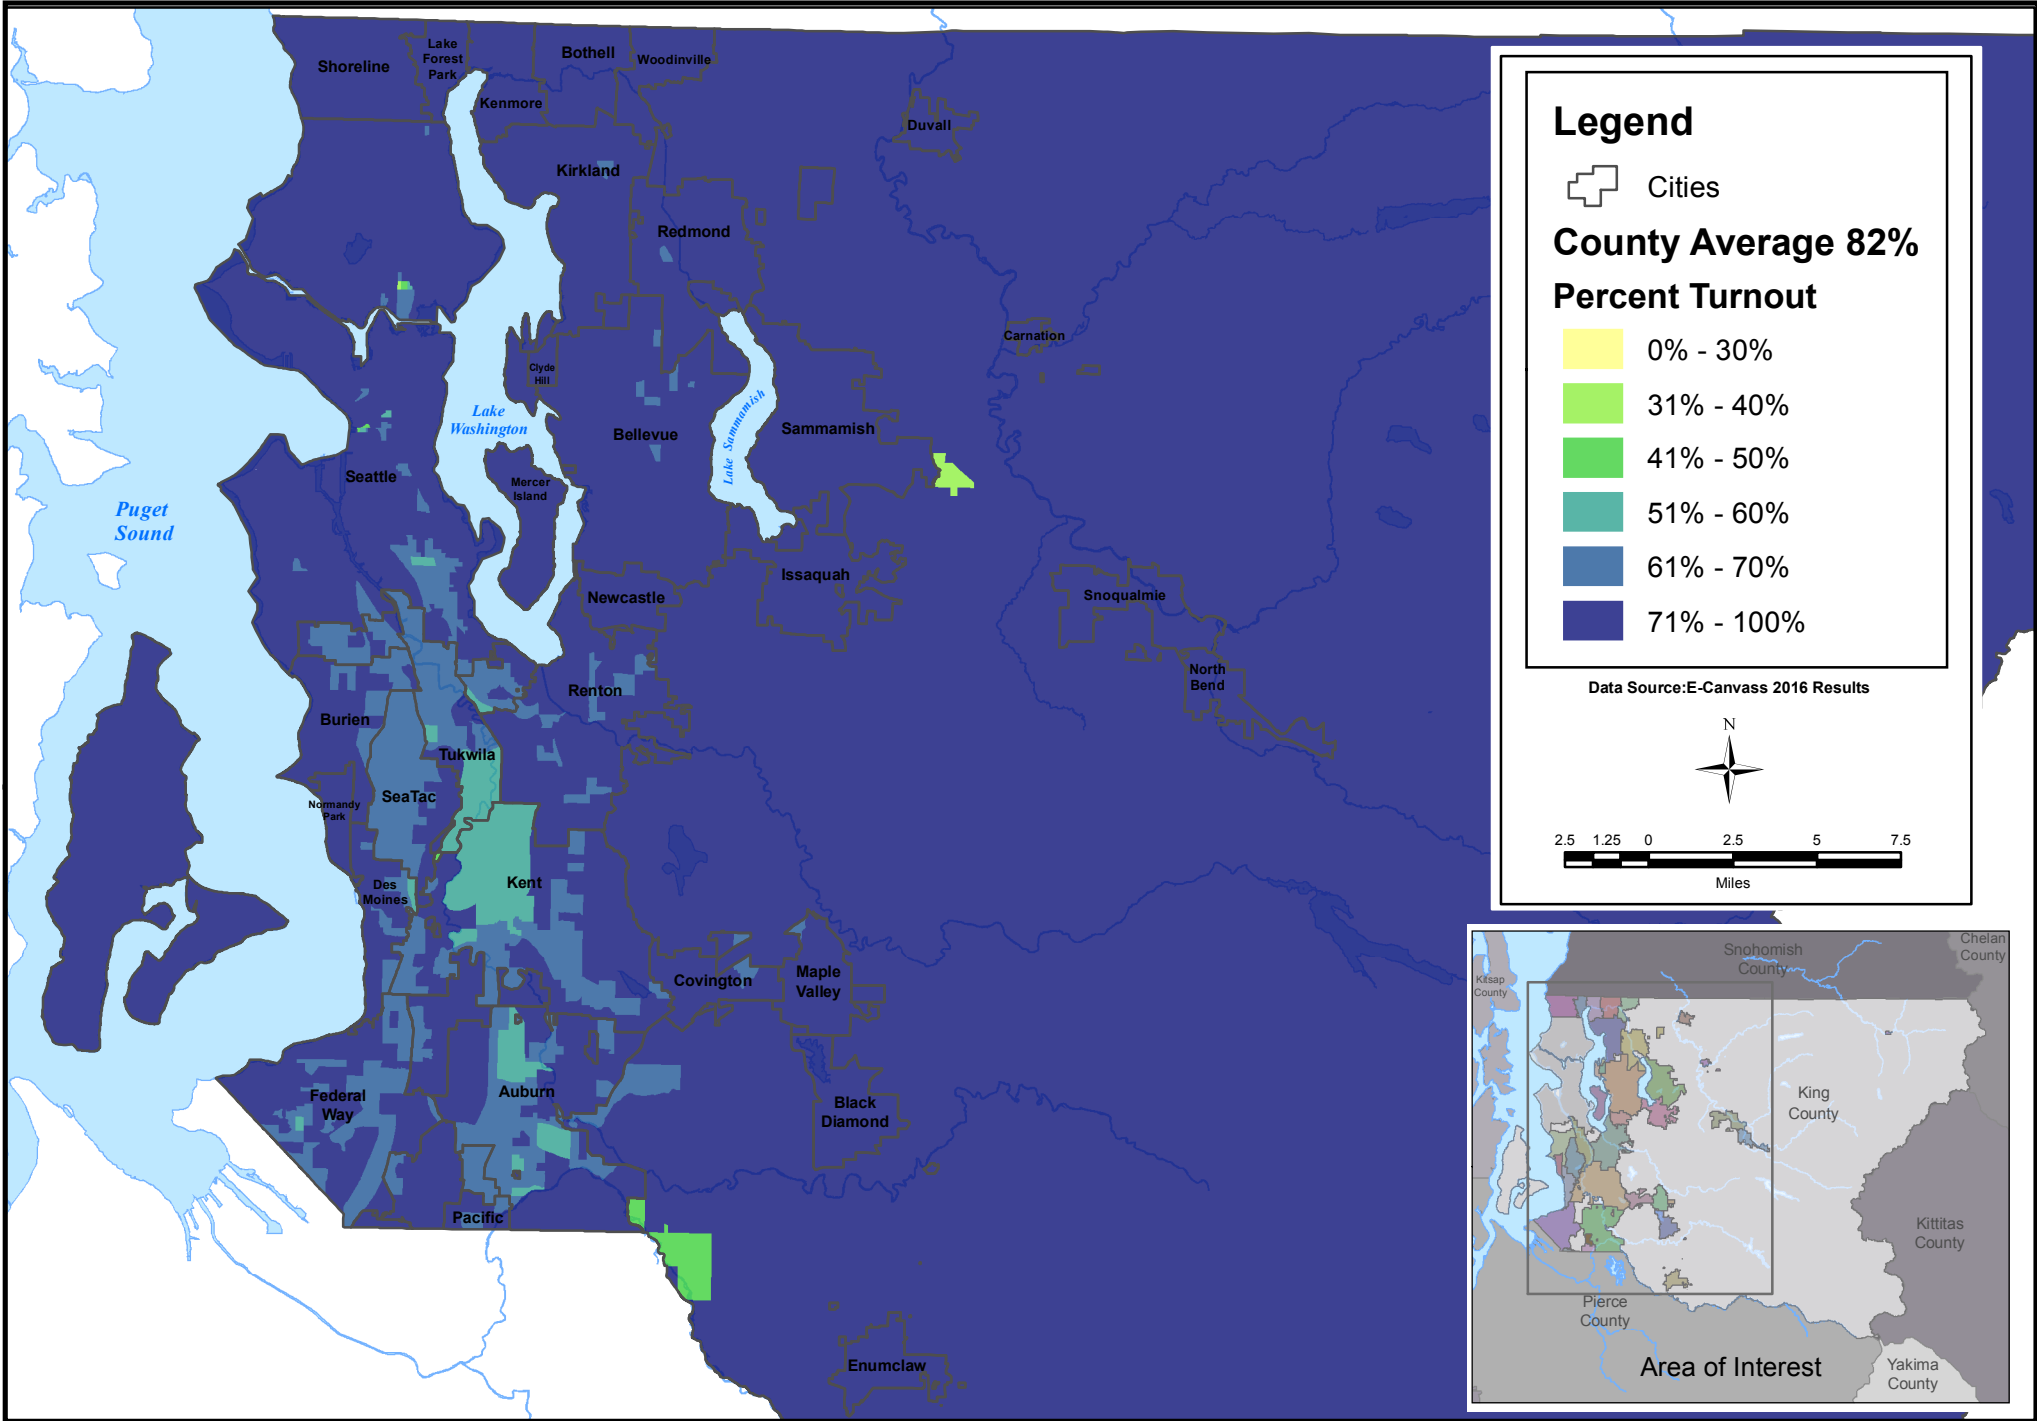 Shoreline
Lake
Forest
Park
Bothell
Woodinville
Kenmore
Duvall
Kirkland
Redmond
Carnation
Clyde
Hill
Lake
Washington
Lake Sammamish
Bellevue
Sammamish
Seattle
Mercer
Island
Puget
Sound
Issaquah
Newcastle
Snoqualmie
North
Bend
Renton
Burien
Tukwila
SeaTac
Normandy
Park
Des
Moines
Kent
Covington
Maple
Valley
Federal
Way
Auburn
Black
Diamond
Pacific
Enumclaw
Legend
Cities
County Average 82%
Percent Turnout
0% - 30%
31% - 40%
41% - 50%
51% - 60%
61% - 70%
71% - 100%
Data Source:E-Canvass 2016 Results
N
2.5 1.25 0 2.5 5 7.5
Miles
Snohomish
County
Chelan
County
Kitsap
County
King
County
Kittitas
County
Pierce
County
Yakima
County
Area of Interest